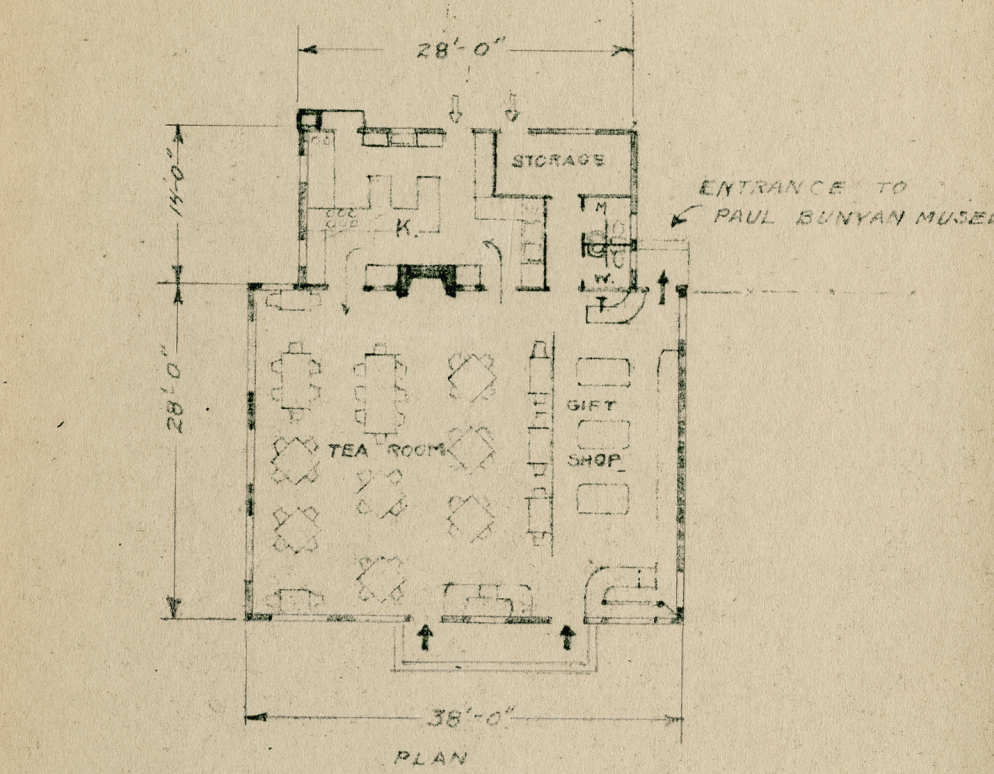 28'-0"
14'-0"
STORAGE
ENTRANCE TO
PAUL BUNYAN MUSEU
K.
M.
W.
T
28'-0"
GIFT
TEA ROOM
SHOP
38'-0"
PLAN